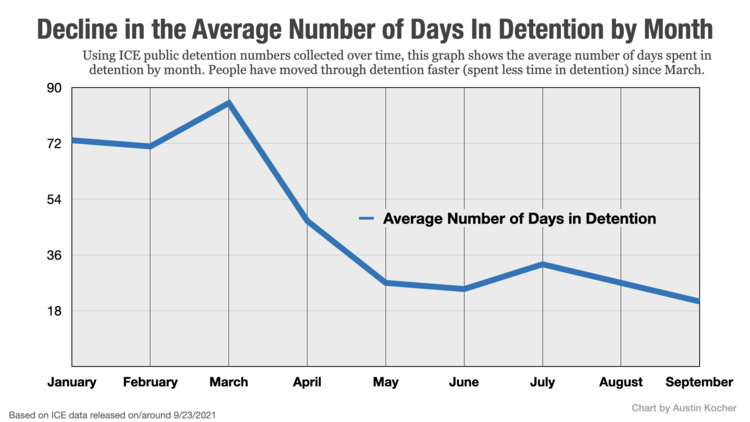 Decline in the Average Number of Days In Detention by Month
Using ICE public detention numbers collected over time, this graph shows the average number of days spent in
detention by month. People have moved through detention faster (spent less time in detention) since March.
90
72
54
36
18
Average Number of Days in Detention
January February March April May June July August September
Based on ICE data released on/around 9/23/2021
Chart by Austin Kocher